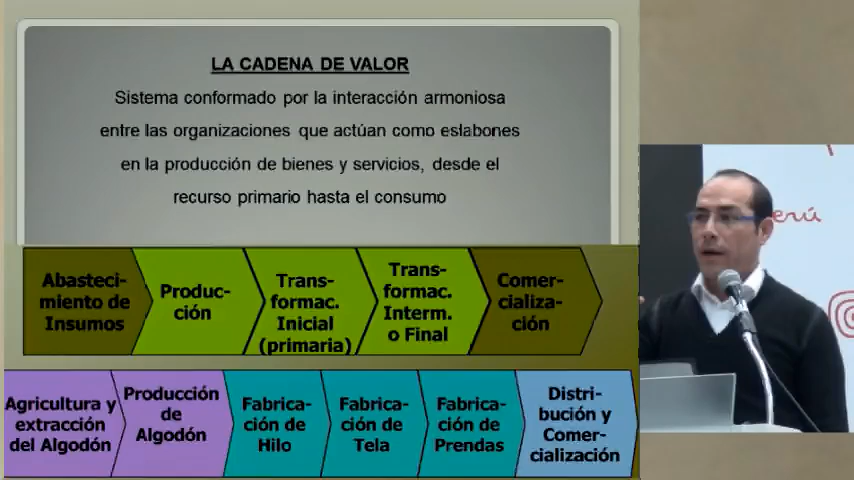 LA CADENA DE VALOR
Sistema conformado por la interacción armoniosa
entre las organizaciones que actúan como eslabones
en la producción de bienes y servicios, desde el
recurso primario hasta el consumo
Abasteci-
miento de
Insumos
Produc-
ción
Trans-
formac.
Inicial
(primaria)
Trans-
formac.
Interm.
o Final
Comer-
cializa-
ción
Agricultura y
extracción
del Algodón
Producción
de
Algodón
Fabrica-
ción de
Hilo
Fabrica-
ción de
Tela
Fabrica-
ción de
Prendas
Distri-
bución y
Comer-
cialización
erú